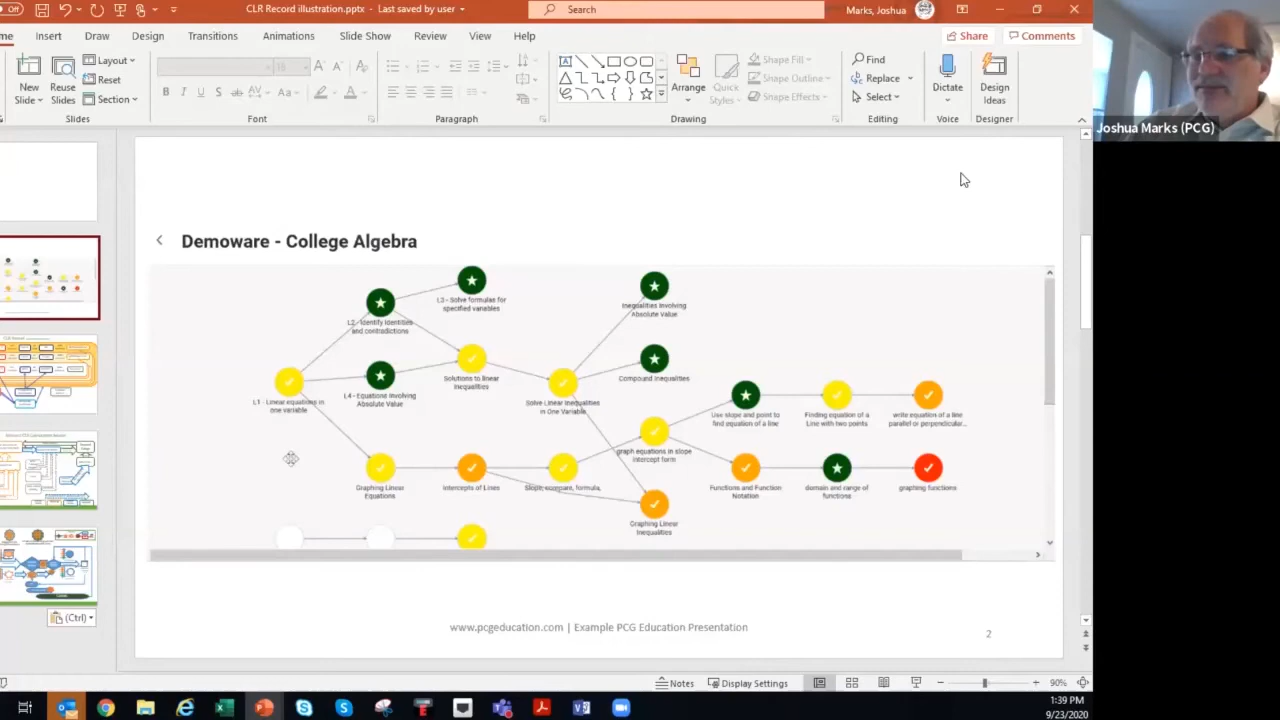 Off
CLR Record illustration.pptx - Last saved by user
Search
Marks, Joshua
Insert
Draw
Design
Transitions
Animations
Slide Show
Review
View
Help
Share
Comments
New
Slide
Reuse
Slides
Layout
Reset
Section
Slides
Font
Paragraph
Arrange
Quick
Styles
Shape Fill
Shape Outline
Shape Effects
Drawing
Find
Replace
Select
Editing
Dictate
Voice
Design
Ideas
Designer
Joshua Marks (PCG)
Demoware - College Algebra
L3 - Solve formulas for
specified variables
Inequalities Involving
Absolute Value
L2 - Identify Identities
and contradictions
Solutions to linear
Inequalities
Compound Inequalities
L1 - Linear equations in
one variable
L4 - Equations Involving
Absolute Value
Solve Linear Inequalities
in One Variable
Use slope and point to
find equation of a line
Finding equation of a
Line with two points
write equation of a line
parallel or perpendicular...
graph equations in slope
intercept form
Graphing Linear
Equations
Intercepts of Lines
Slope, compare, formula,
Functions and Function
Notation
domain and range of
functions
graphing functions
Graphing Linear
Inequalities
(Ctrl)
www.pcgeducation.com | Example PCG Education Presentation
2
Notes
Display Settings
90%
1:39 PM
9/23/2020